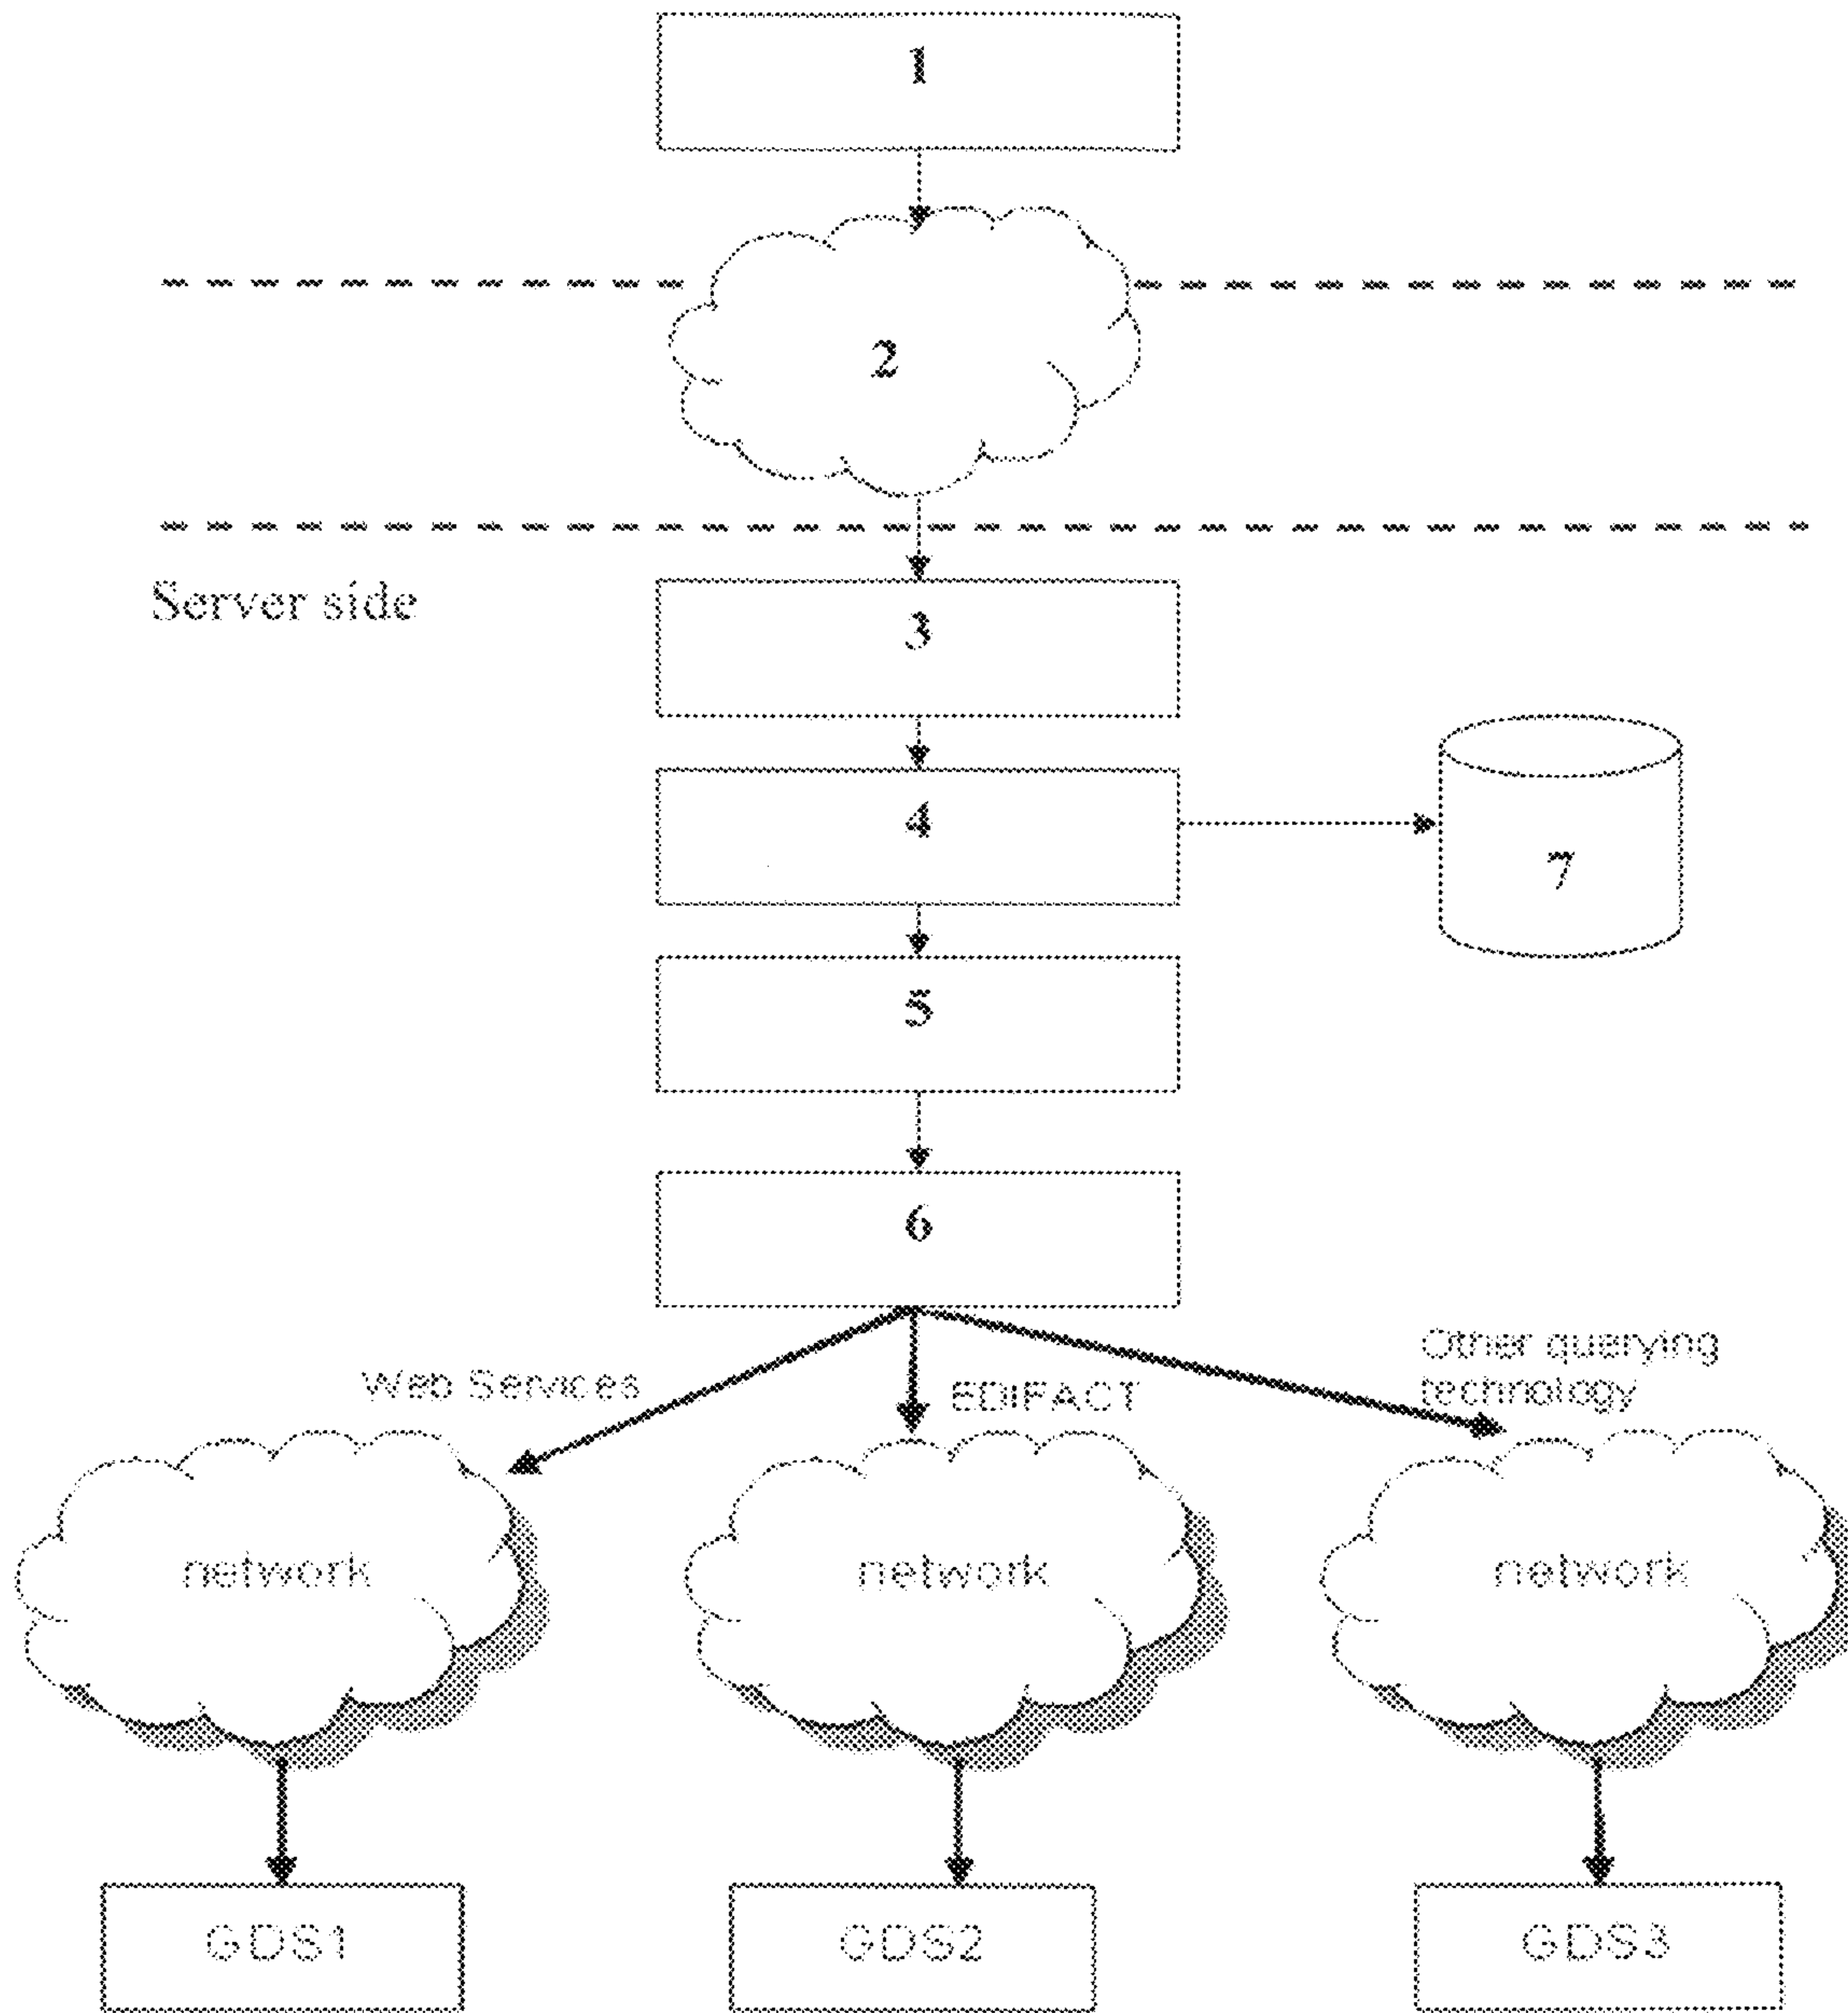 1
2
Server side
3
4
7
5
6
Web Services
EDIFACT
Other querying
technology
network
network
network
GDS1
GDS2
GDS3